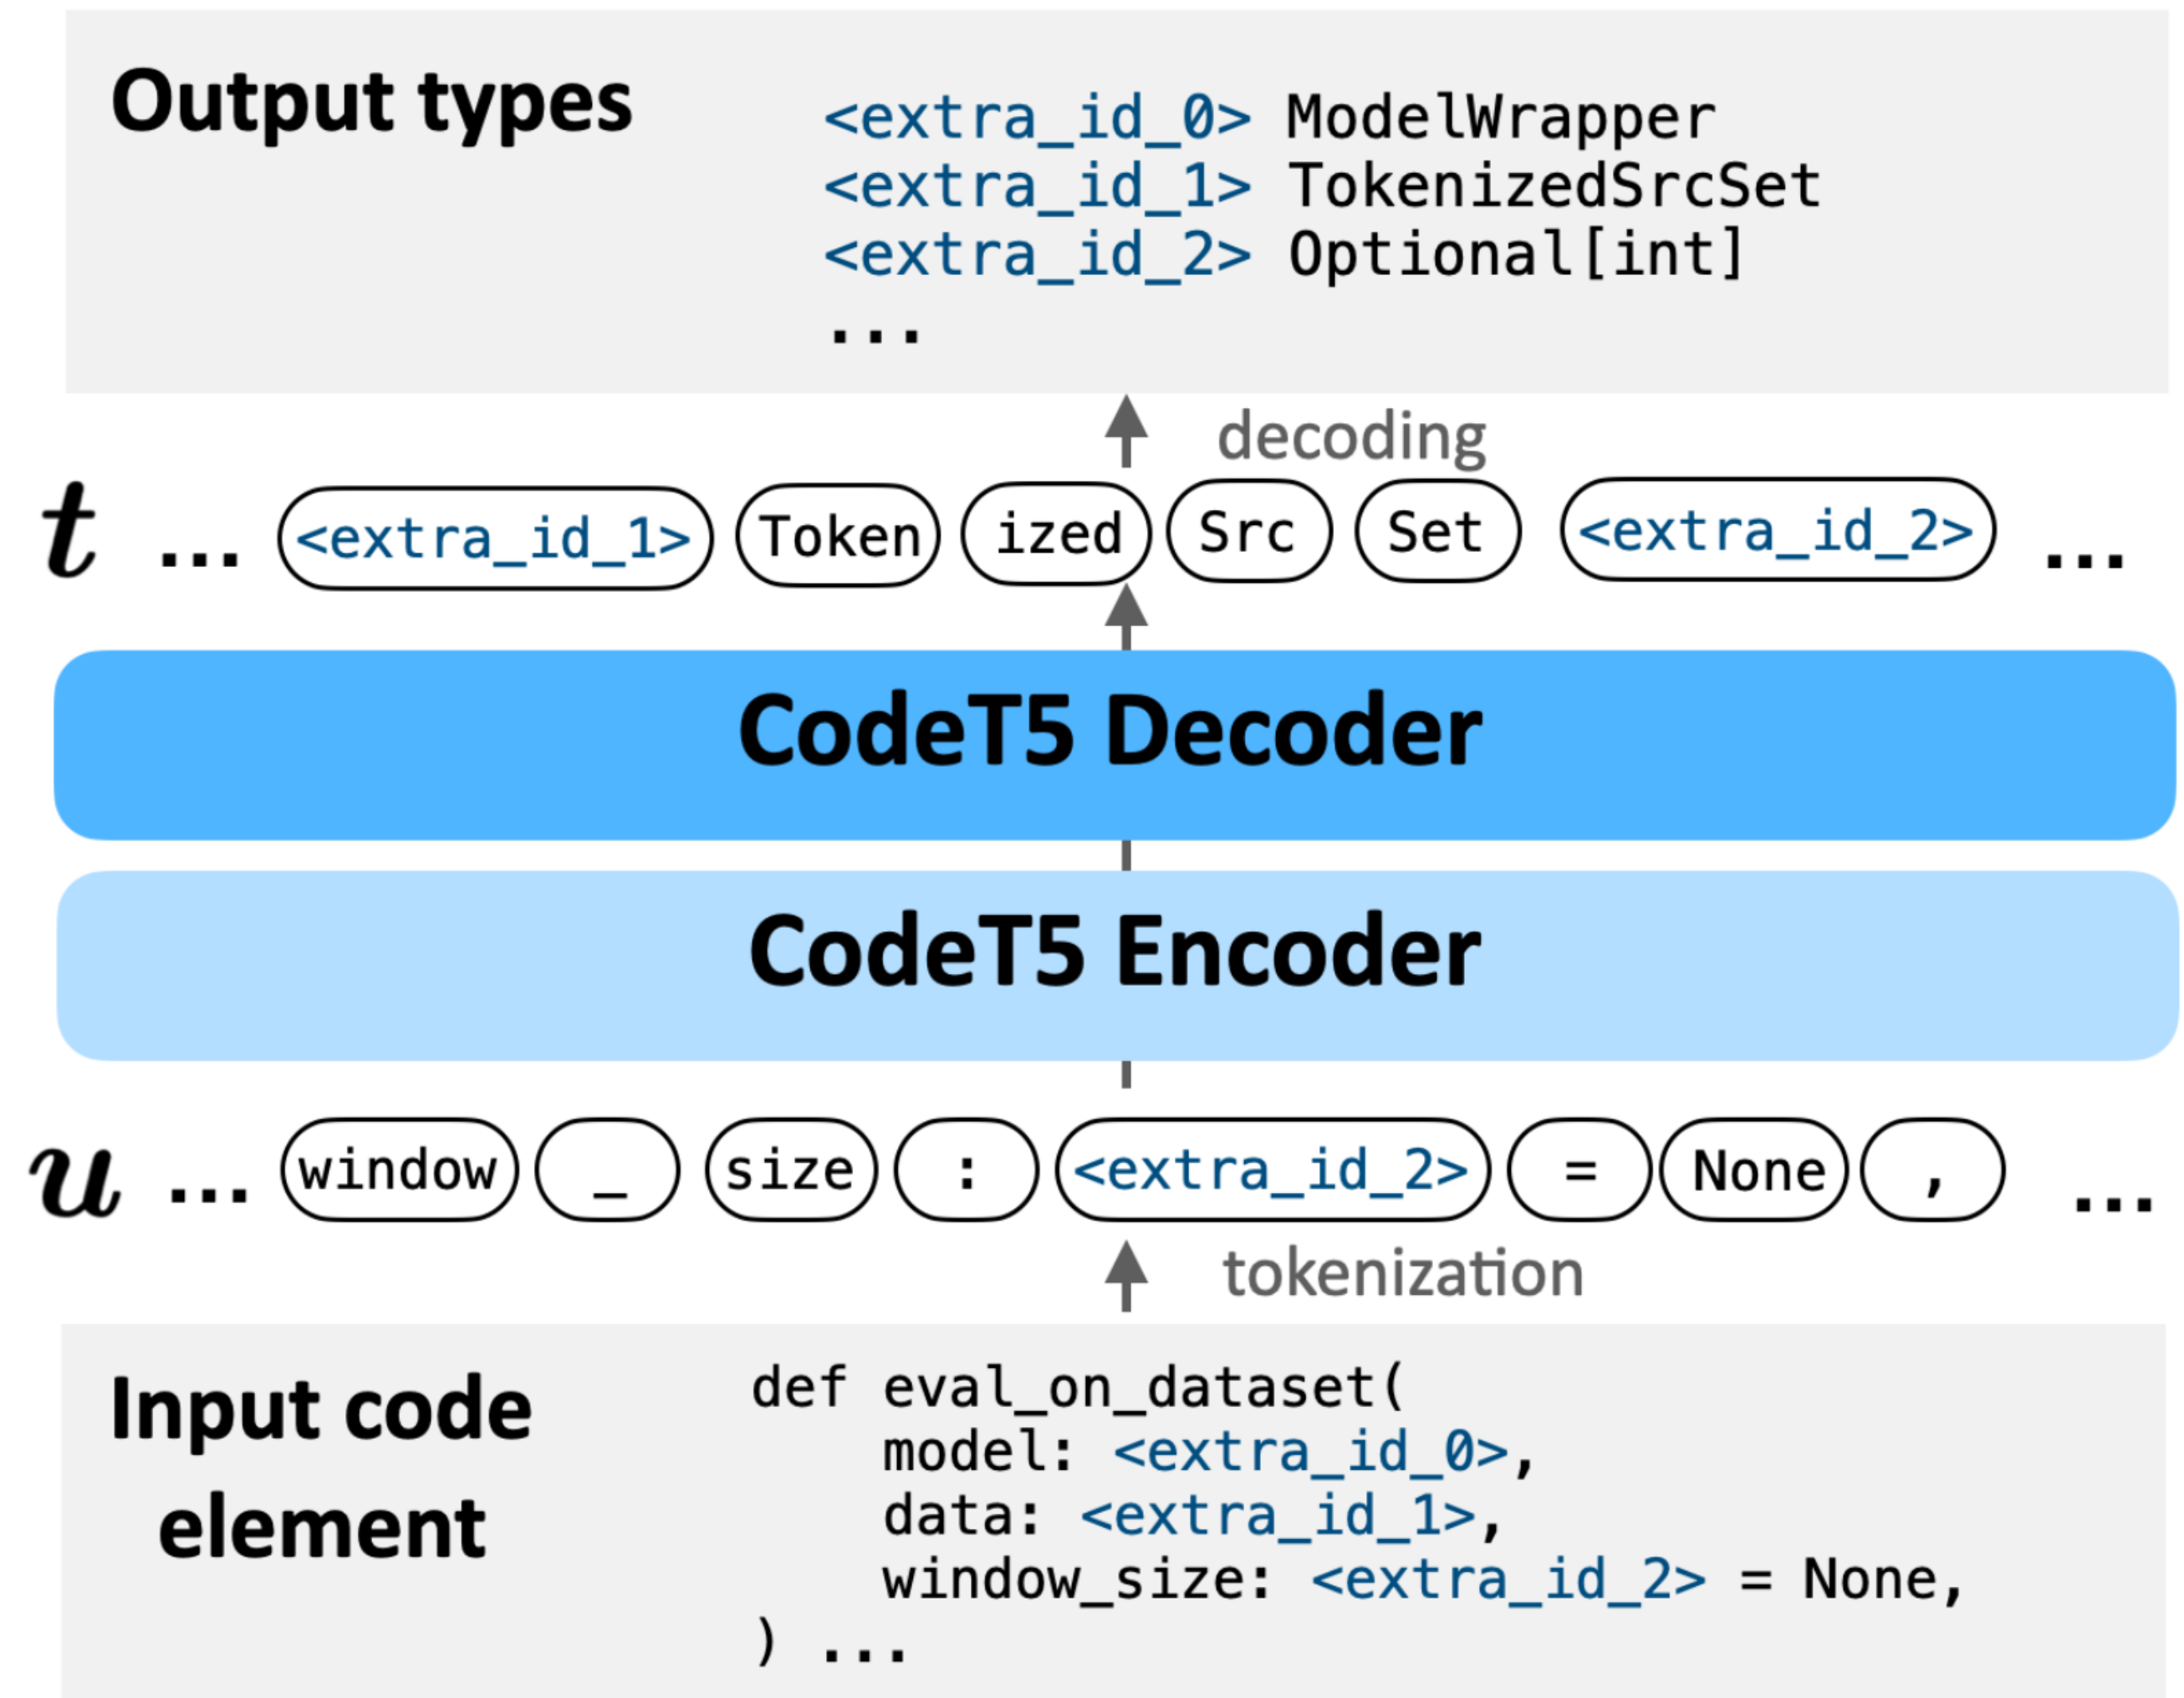 Output types
<extra_id_0> ModelWrapper
<extra_id_1> TokenizedSrcSet
<extra_id_2> Optional[int]
...
decoding
t ... <extra_id_1> Token ized Src Set <extra_id_2> ...
CodeT5 Decoder
CodeT5 Encoder
u ... window _ size : <extra_id_2> = None , ...
tokenization
Input code
element
def eval_on_dataset(
    model: <extra_id_0>,
    data: <extra_id_1>,
    window_size: <extra_id_2> = None,
) ...